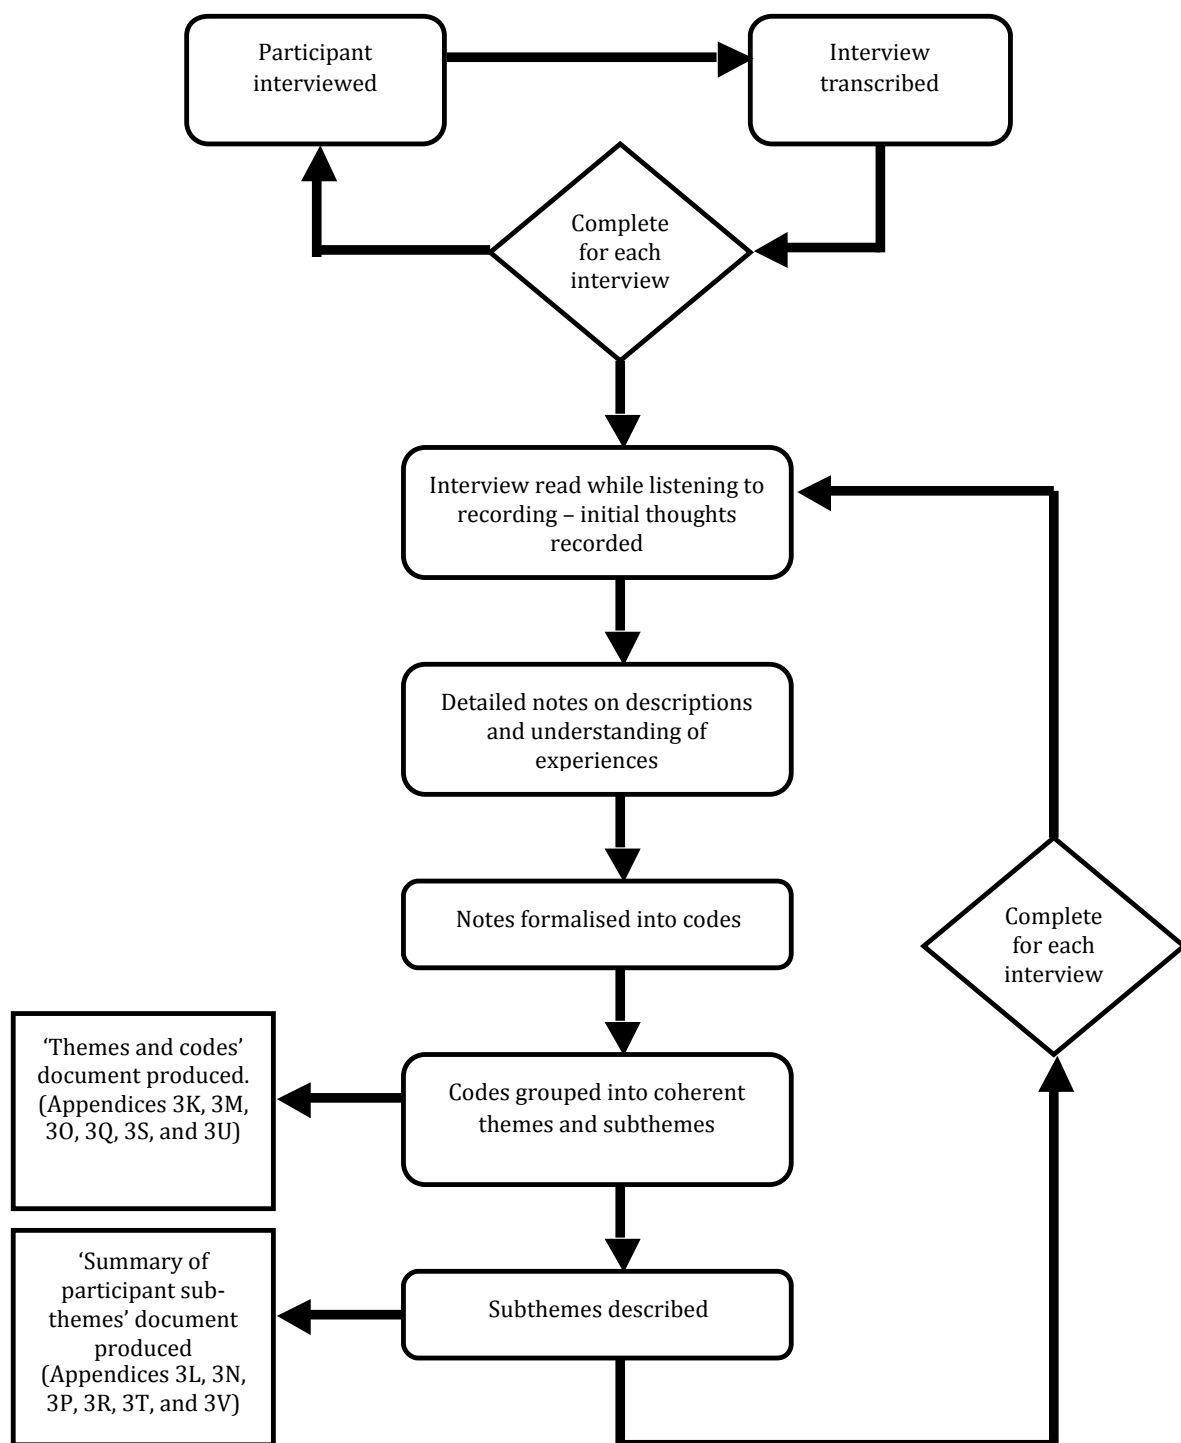 Participant
interviewed
Interview
transcribed
Complete
for each
interview
Interview read while listening to
recording – initial thoughts
recorded
Detailed notes on descriptions
and understanding of
experiences
Notes formalised into codes
Complete
for each
interview
‘Themes and codes’
document produced.
(Appendices 3K, 3M,
3O, 3Q, 3S, and 3U)
Codes grouped into coherent
themes and subthemes
‘Summary of
participant sub-
themes’ document
produced
(Appendices 3L, 3N,
3P, 3R, 3T, and 3V)
Subthemes described